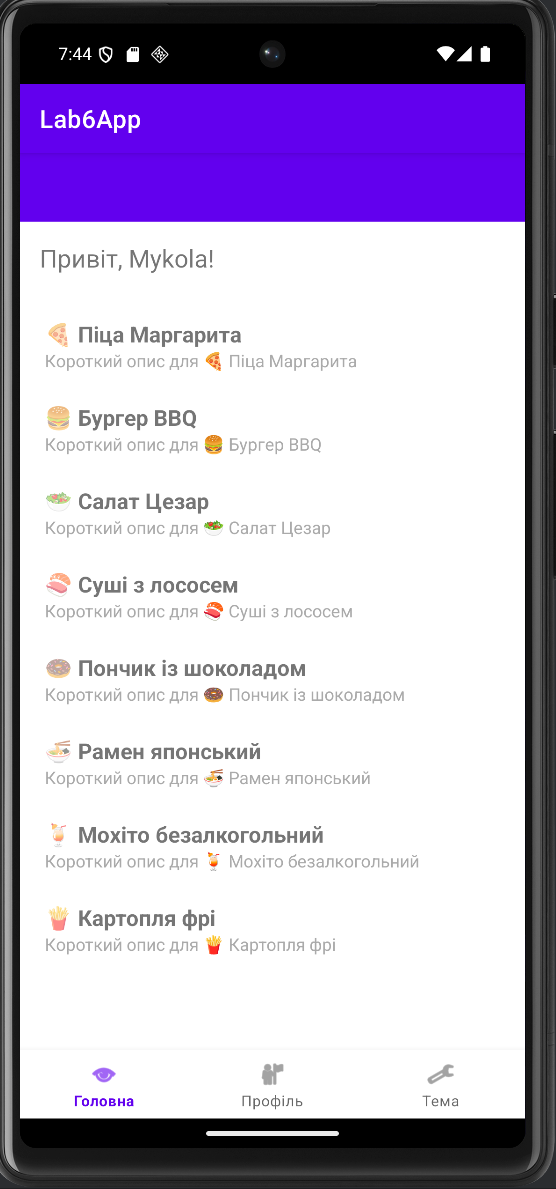 7:44
Lab6App
Привіт, Mykola!
🍕 Піца Маргарита
Короткий опис для 🍕 Піца Маргарита
🍔 Бургер BBQ
Короткий опис для 🍔 Бургер BBQ
🥗 Салат Цезар
Короткий опис для 🥗 Салат Цезар
🍣 Суші з лососем
Короткий опис для 🍣 Суші з лососем
🍩 Пончик із шоколадом
Короткий опис для 🍩 Пончик із шоколадом
🍜 Рамен японський
Короткий опис для 🍜 Рамен японський
🍹 Мохіто безалкогольний
Короткий опис для 🍹 Мохіто безалкогольний
🍟 Картопля фрі
Короткий опис для 🍟 Картопля фрі
Головна Профіль Тема